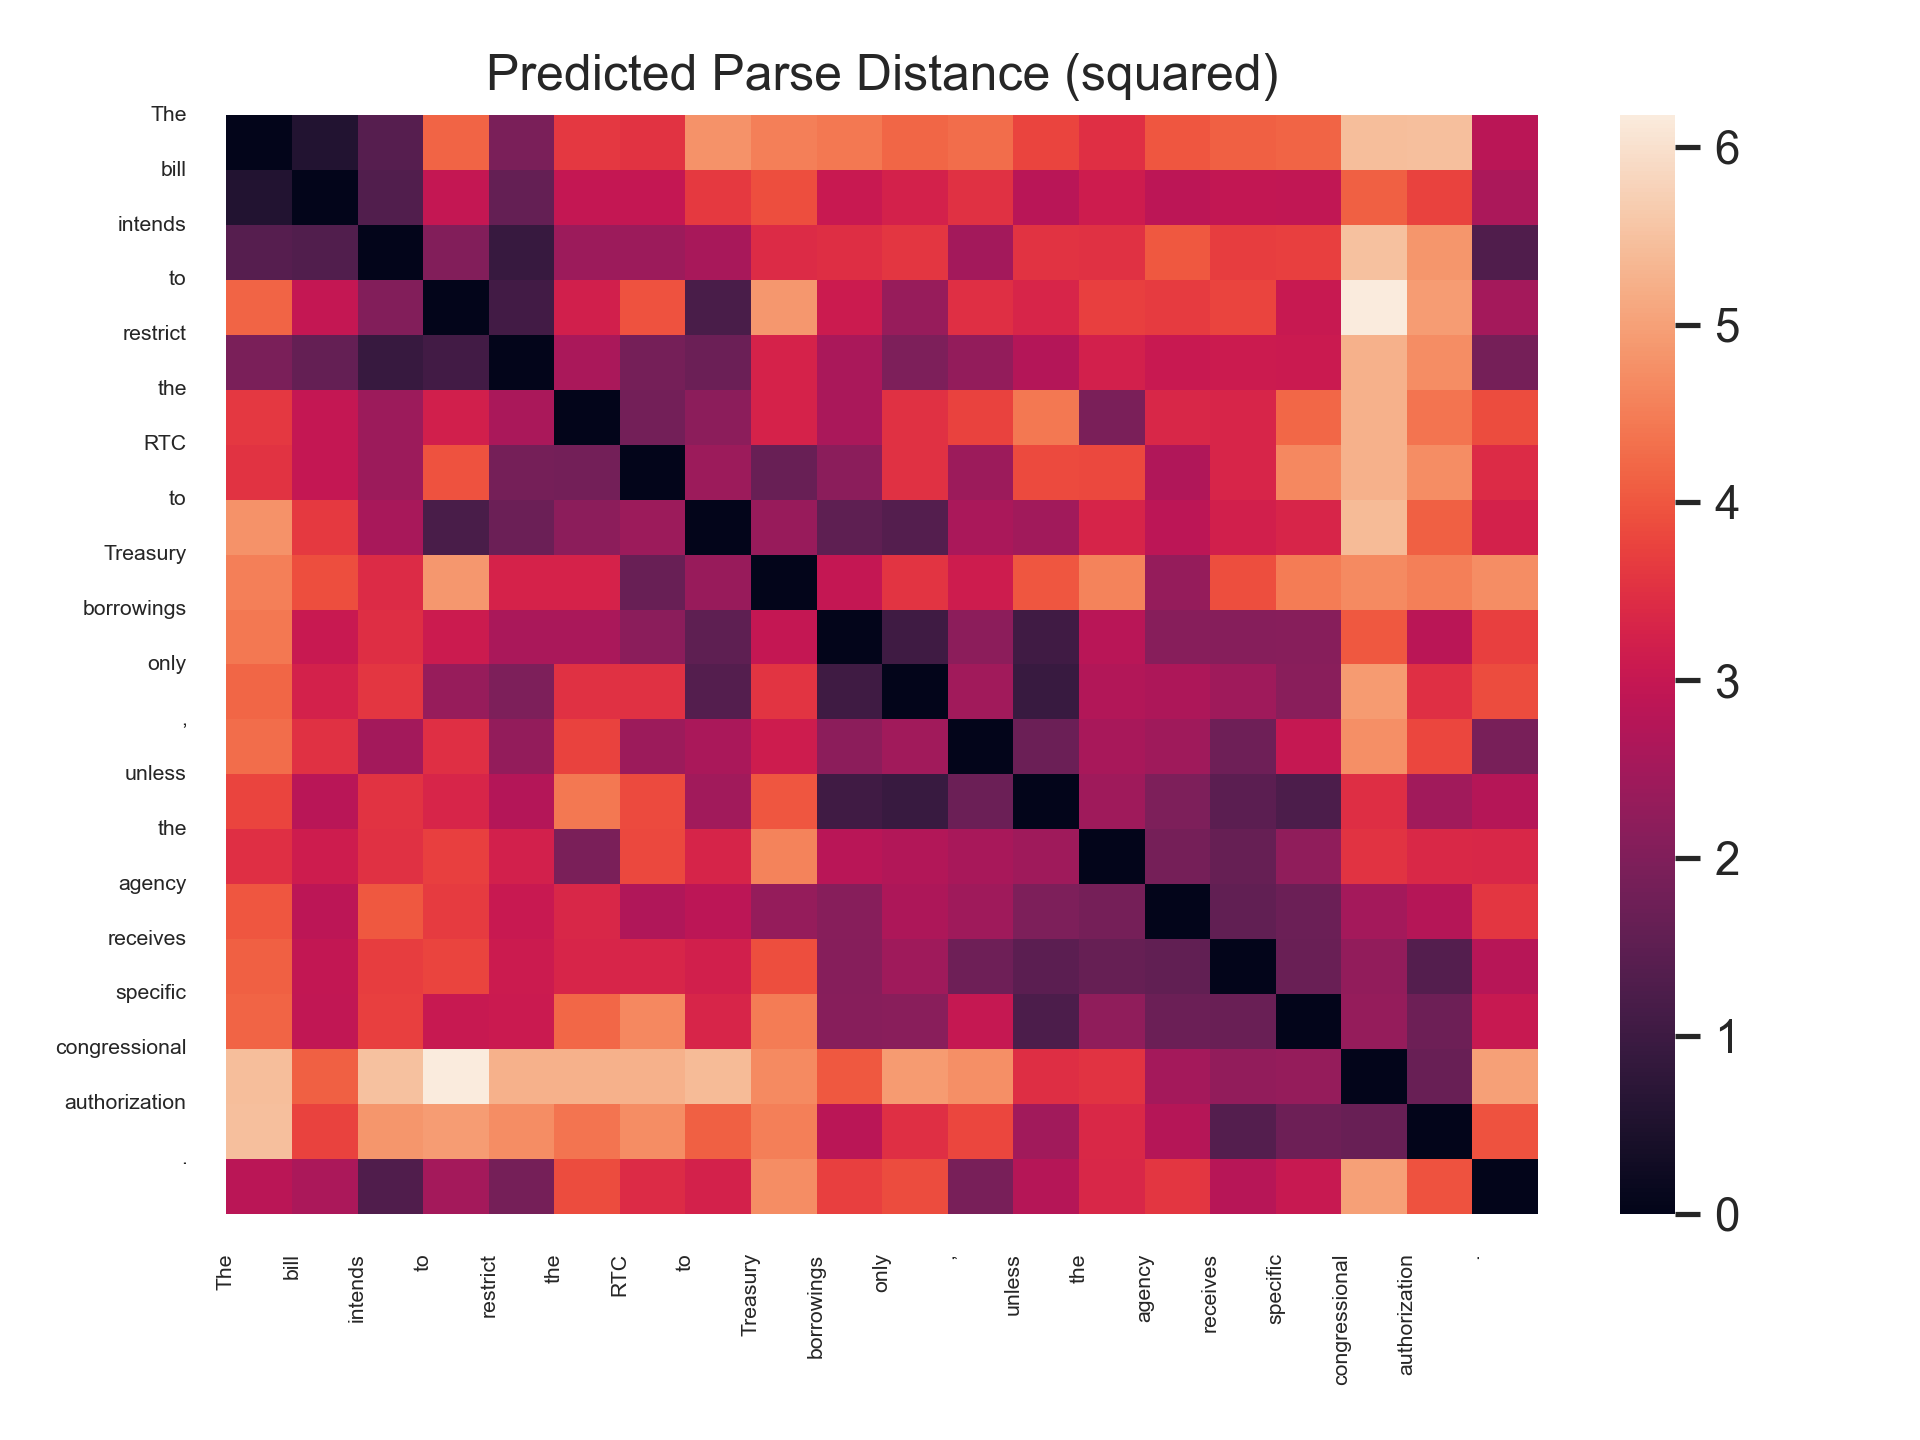 Predicted Parse Distance (squared)
The
bill
intends
to
restrict
the
RTC
to
Treasury
borrowings
only
,
unless
the
agency
receives
specific
congressional
authorization
.
6
5
4
3
2
1
0
The
bill
intends
to
restrict
the
RTC
to
Treasury
borrowings
only
,
unless
the
agency
receives
specific
congressional
authorization
.